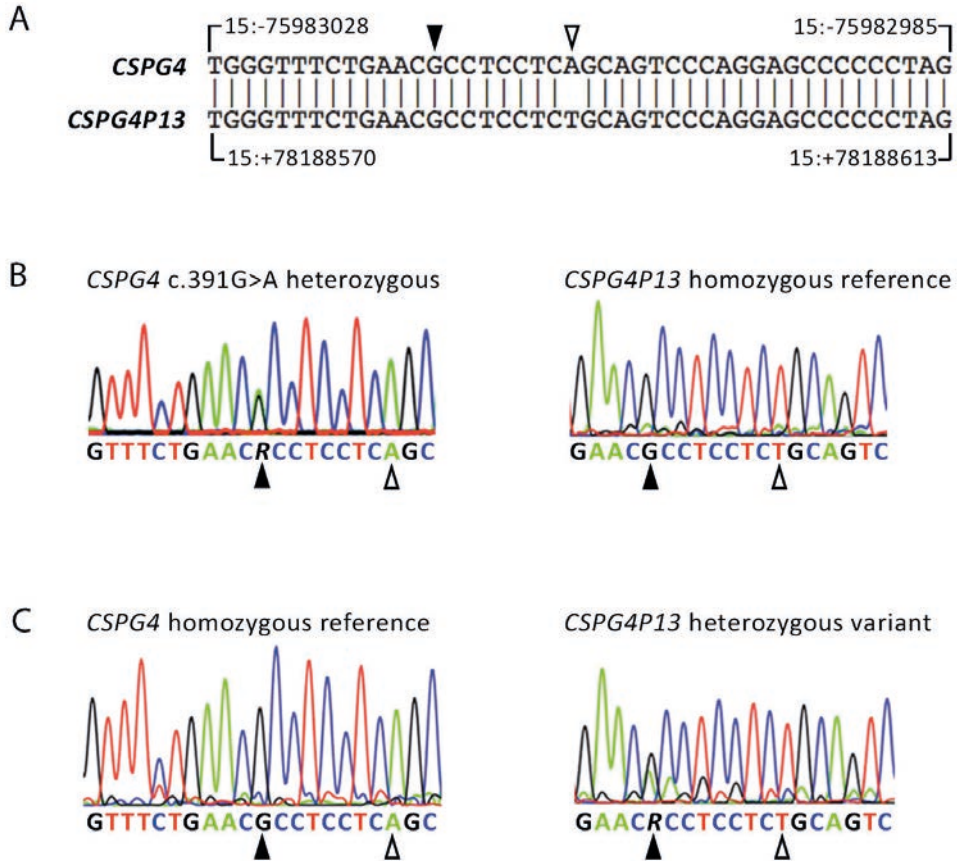 A
15:-75983028 15:-75982985
CSPG4 TGGGTTTCTGAACGCCTCCTCAGCAGTCCCAGGAGCCCCCCTAG
CSPG4P13 TGGGTTTCTGAACGCCTCCTCTGCAGTCCCAGGAGCCCCCCTAG
15:+78188570 15:+78188613
B
CSPG4 c.391G>A heterozygous
CSPG4P13 homozygous reference
GTTTCTGAACRCCTCCTCAGC
GAACGCCTCCTCTGCAGTC
C
CSPG4 homozygous reference
CSPG4P13 heterozygous variant
GTTTCTGAACGCCTCCTCAGC
GAACRCCTCCTCTGCAGTC